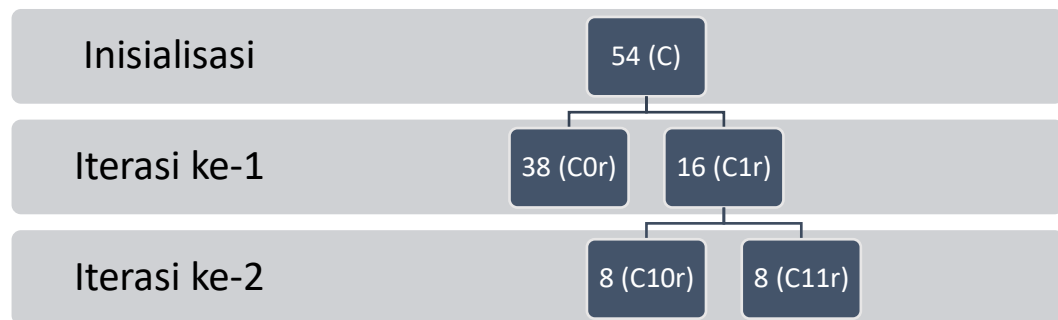 Inisialisasi
54 (C)
Iterasi ke-1
38 (C0r)
16 (C1r)
Iterasi ke-2
8 (C10r)
8 (C11r)